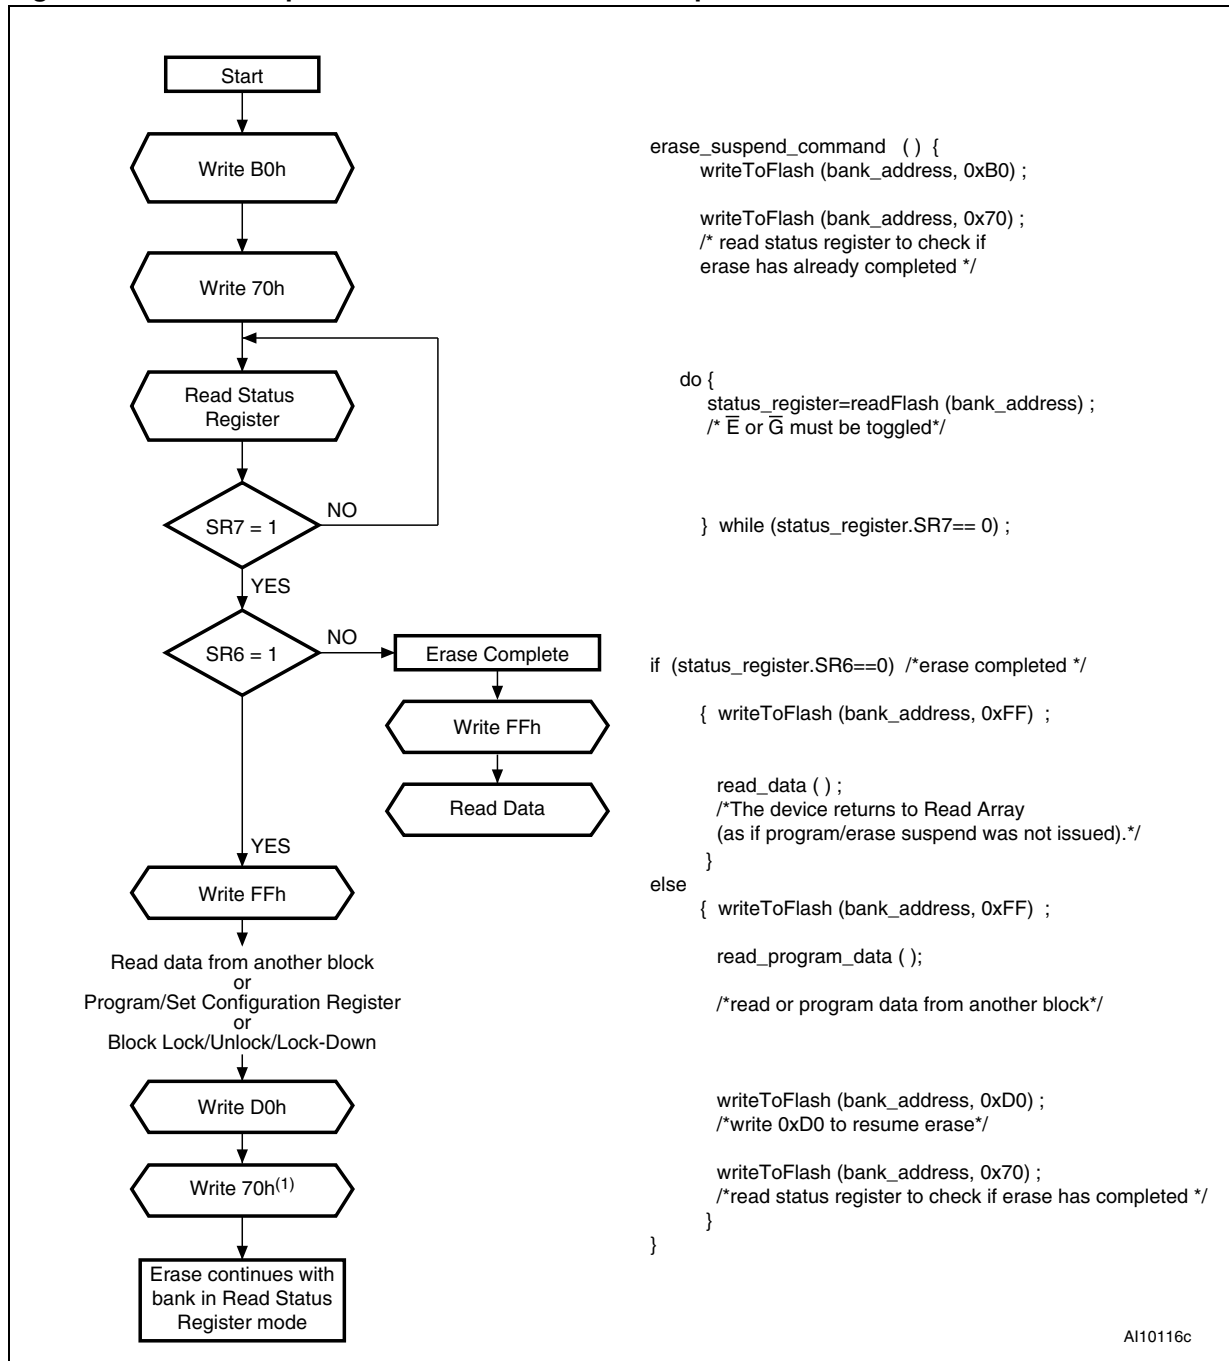 Start
Write B0h
Write 70h
Read Status
Register
SR7 = 1
NO
YES
SR6 = 1
NO
Erase Complete
Write FFh
Read Data
YES
Write FFh
Read data from another block
or
Program/Set Configuration Register
or
Block Lock/Unlock/Lock-Down
Write D0h
Write 70h(1)
Erase continues with
bank in Read Status
Register mode
erase_suspend_command ( ) {
writeToFlash (bank_address, 0xB0) ;
writeToFlash (bank_address, 0x70) ;
/* read status register to check if
erase has already completed */
do {
status_register=readFlash (bank_address) ;
/* E̅ or G̅ must be toggled*/
} while (status_register.SR7== 0) ;
if (status_register.SR6==0) /*erase completed */
{ writeToFlash (bank_address, 0xFF) ;
read_data ( ) ;
/*The device returns to Read Array
(as if program/erase suspend was not issued).*/
}
else
{ writeToFlash (bank_address, 0xFF) ;
read_program_data ( );
/*read or program data from another block*/
writeToFlash (bank_address, 0xD0) ;
/*write 0xD0 to resume erase*/
writeToFlash (bank_address, 0x70) ;
/*read status register to check if erase has completed */
}
}
AI10116c